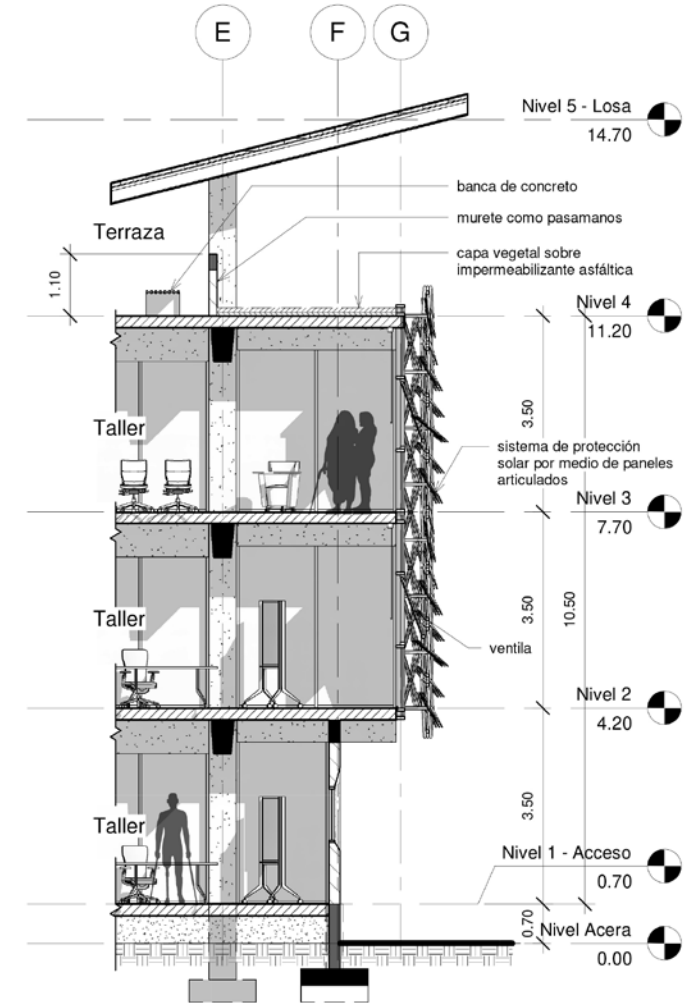 E
F
G
Nivel 5 - Losa
14.70
banca de concreto
murete como pasamanos
Terraza
capa vegetal sobre
impermeabilizante asfáltica
1.10
Nivel 4
11.20
3.50
Taller
sistema de protección
solar por medio de paneles
articulados
Nivel 3
7.70
3.50
10.50
Taller
ventila
Nivel 2
4.20
3.50
Taller
Nivel 1 - Acceso
0.70
0.70
Nivel Acera
0.00